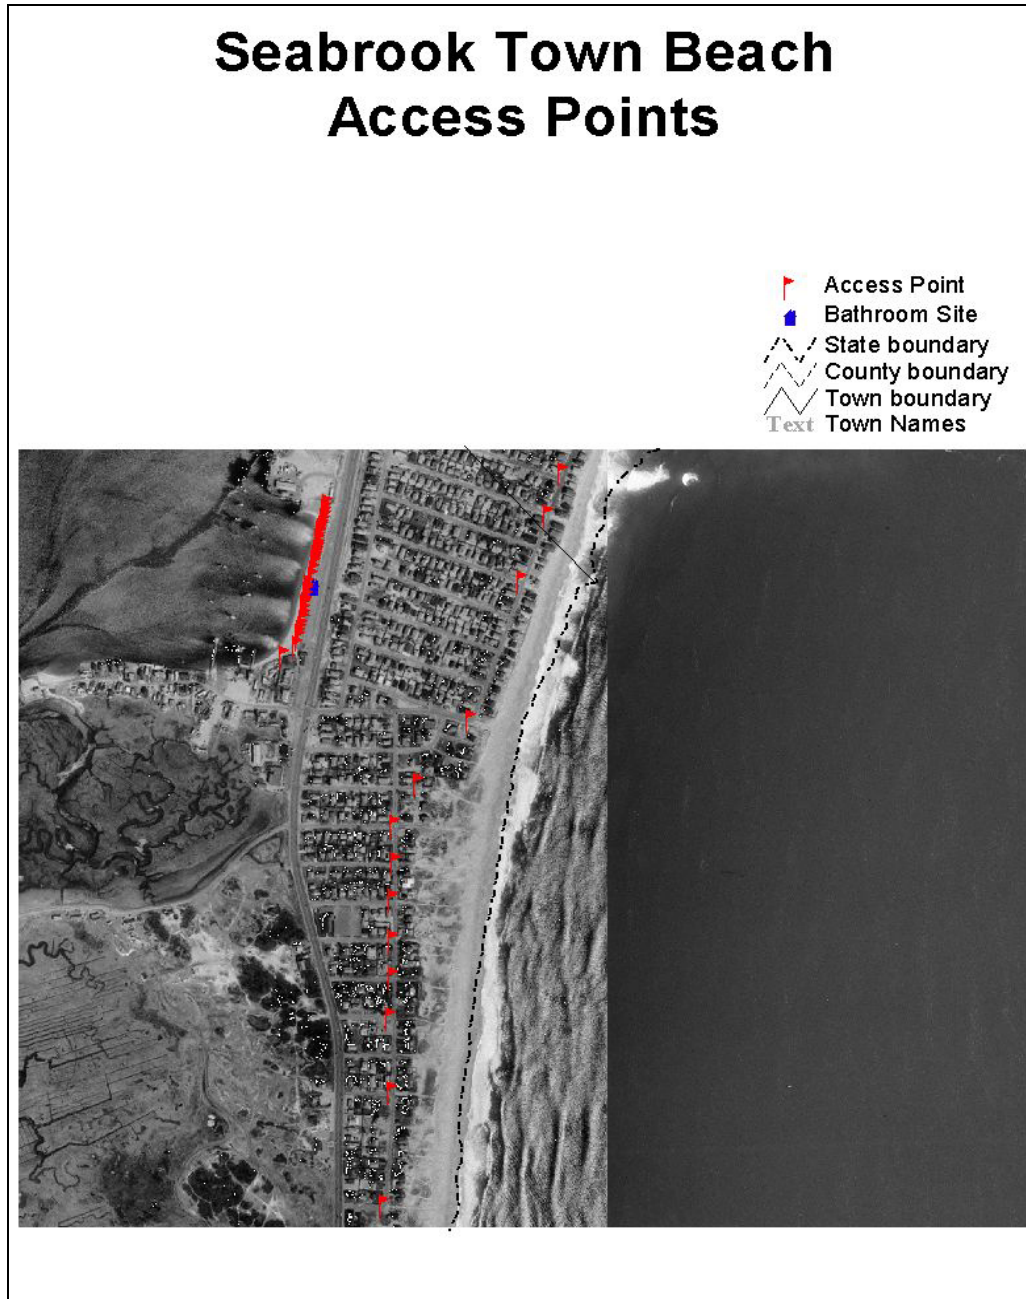 Seabrook Town Beach
Access Points
Access Point
Bathroom Site
State boundary
County boundary
Town boundary
Text Town Names